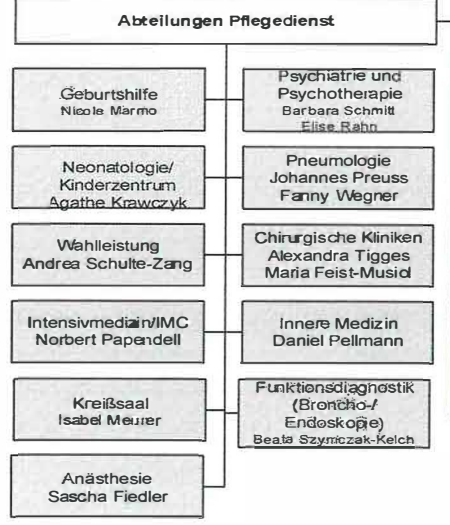 Abteilungen Pflegedienst
Geburtshilfe
Nicole Marmo
Psychiatrie und
Psychotherapie
Barbara Schmitt
Elise Rahn
Neonatologie/
Kinderzentrum
Agathe Krawczyk
Pneumologie
Johannes Preuss
Fanny Wegner
Wahlleistung
Andrea Schulte-Zang
Chirurgische Kliniken
Alexandra Tigges
Maria Feist-Musiol
Intensivmedizin/IMC
Norbert Papendell
Innere Medizin
Daniel Pellmann
Kreißsaal
Isabel Meurer
Funktionsdiagnostik
(Broncho-/
Endoskopie)
Beata Szymczak-Kelch
Anästhesie
Sascha Fiedler